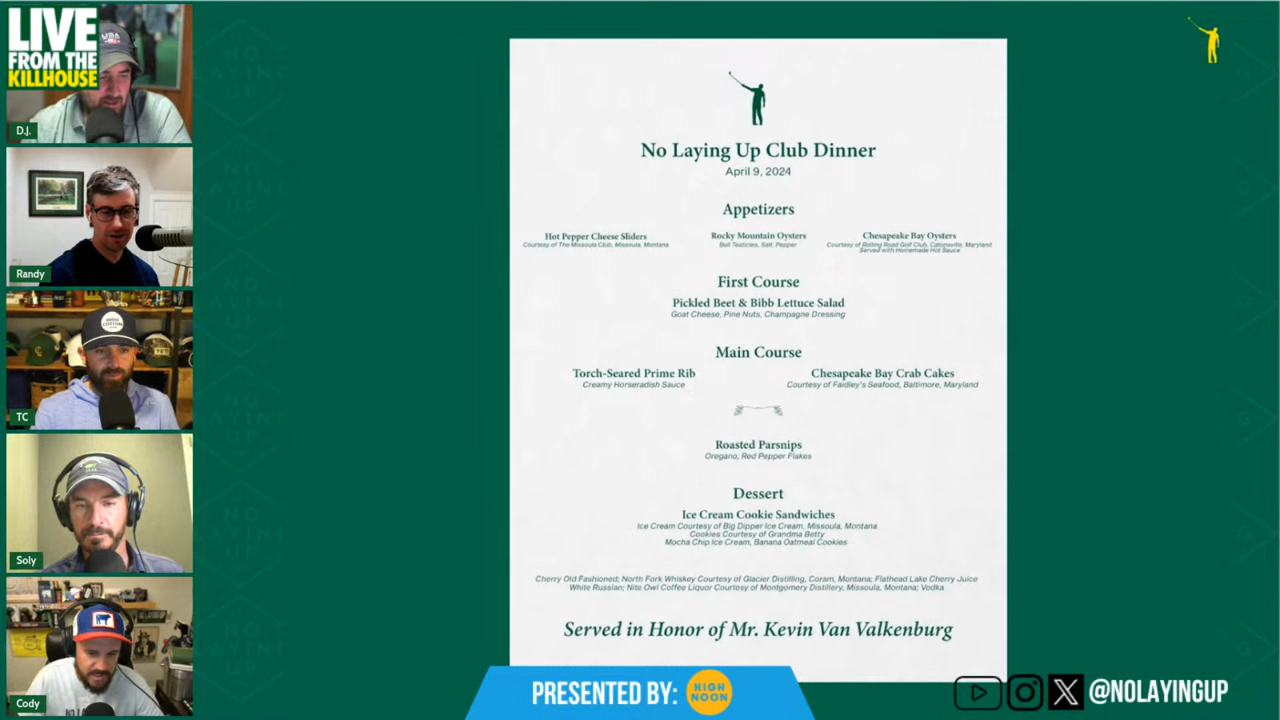 LIVE
FROM THE
KILLHOUSE
USA
D.J.
Randy
TC
Soly
Cody
No Laying Up Club Dinner
April 9, 2024
Appetizers
Hot Pepper Cheese Sliders
Courtesy of The Missoula Club, Missoula, Montana
Rocky Mountain Oysters
Bull Testicles, Salt, Pepper
Chesapeake Bay Oysters
Courtesy of Rolling Road Golf Club, Catonsville, Maryland
Served with Homemade Hot Sauce
First Course
Pickled Beet & Bibb Lettuce Salad
Goat Cheese, Pine Nuts, Champagne Dressing
Main Course
Torch-Seared Prime Rib
Creamy Horseradish Sauce
Chesapeake Bay Crab Cakes
Courtesy of Faidley's Seafood, Baltimore, Maryland
Roasted Parsnips
Oregano, Red Pepper Flakes
Dessert
Ice Cream Cookie Sandwiches
Ice Cream Courtesy of Big Dipper Ice Cream, Missoula, Montana
Cookies Courtesy of Grandma Betty
Mocha Chip Ice Cream, Banana Oatmeal Cookies
Cherry Old Fashioned; North Fork Whiskey Courtesy of Glacier Distilling, Coram, Montana; Flathead Lake Cherry Juice
White Russian; Nite Owl Coffee Liquor Courtesy of Montgomery Distillery, Missoula, Montana; Vodka
Served in Honor of Mr. Kevin Van Valkenburg
PRESENTED BY:
HIGH
NOON
@NOLAYINGUP